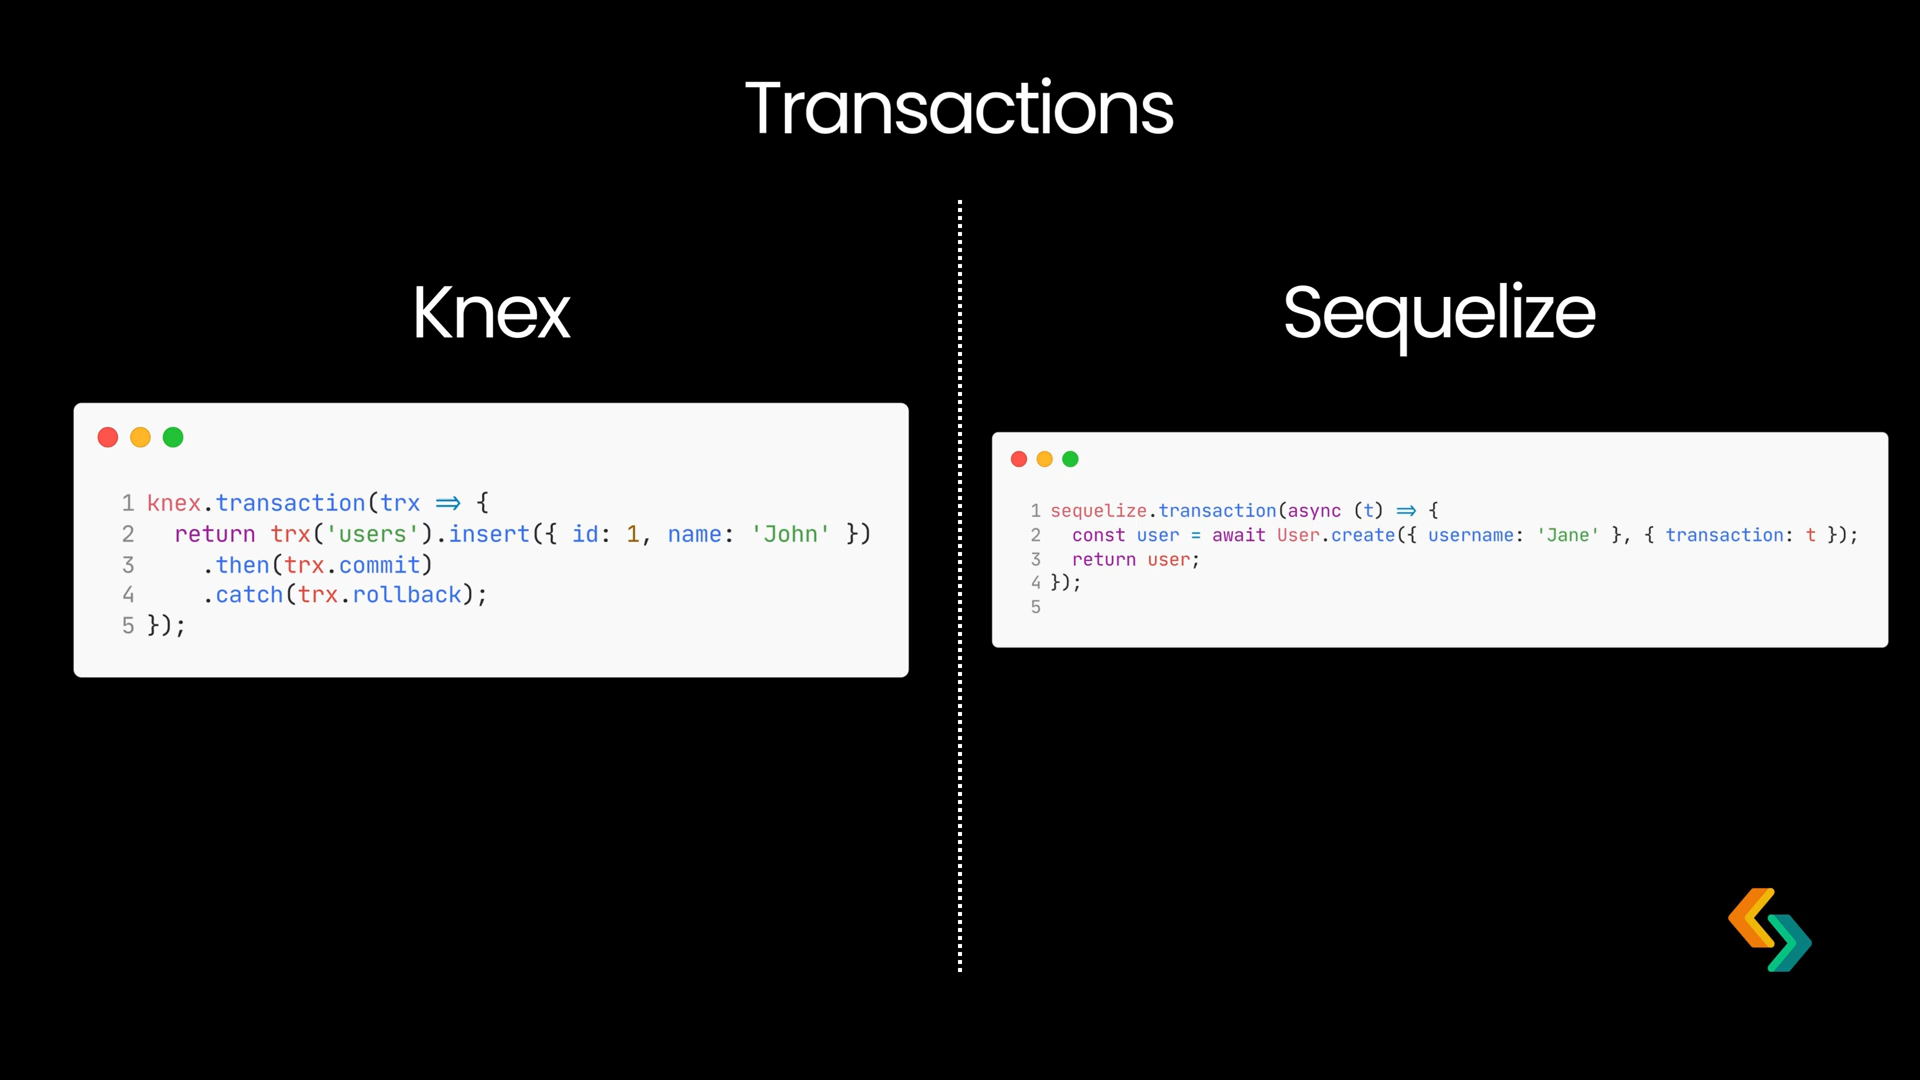 Transactions
Knex
1 knex.transaction(trx => {
2   return trx('users').insert({ id: 1, name: 'John' })
3     .then(trx.commit)
4     .catch(trx.rollback);
5 });
Sequelize
1 sequelize.transaction(async (t) => {
2   const user = await User.create({ username: 'Jane' }, { transaction: t });
3   return user;
4 });
5